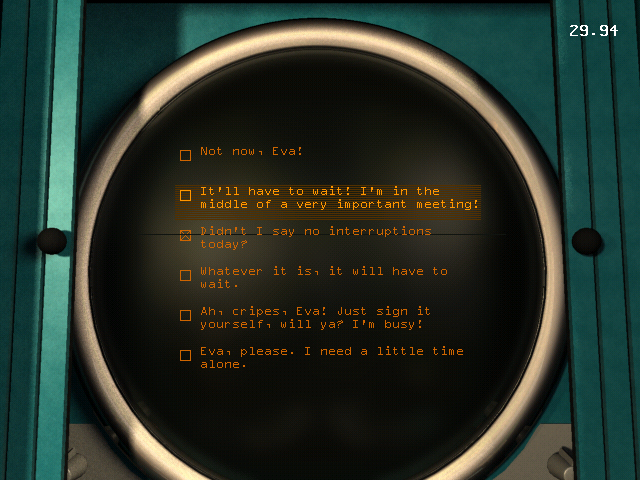 29.94
Not now, Eva!
It'll have to wait! I'm in the
middle of a very important meeting!
Didn't I say no interruptions
today?
Whatever it is, it will have to
wait.
Ah, cripes, Eva! Just sign it
yourself, will ya? I'm busy!
Eva, please. I need a little time
alone.